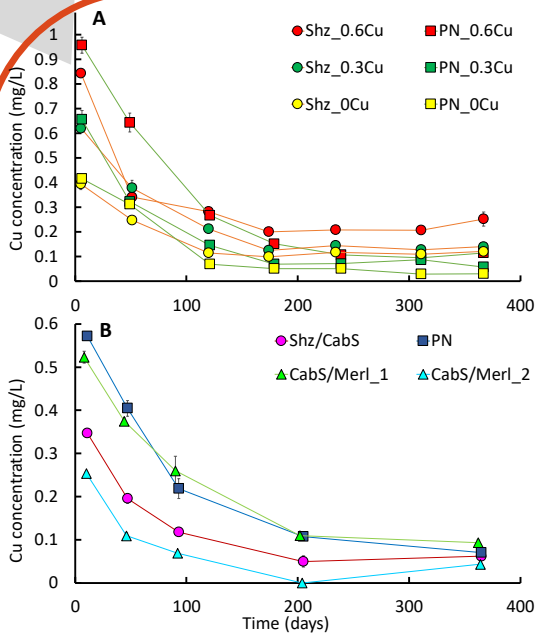 A
Cu concentration (mg/L)
1
0.9
0.8
0.7
0.6
0.5
0.4
0.3
0.2
0.1
0
Shz_0.6Cu
PN_0.6Cu
Shz_0.3Cu
PN_0.3Cu
Shz_0Cu
PN_0Cu
0 100 200 300 400
B
Cu concentration (mg/L)
0.6
0.5
0.4
0.3
0.2
0.1
0
Shz/CabS
PN
CabS/Merl_1
CabS/Merl_2
0 100 200 300 400
Time (days)